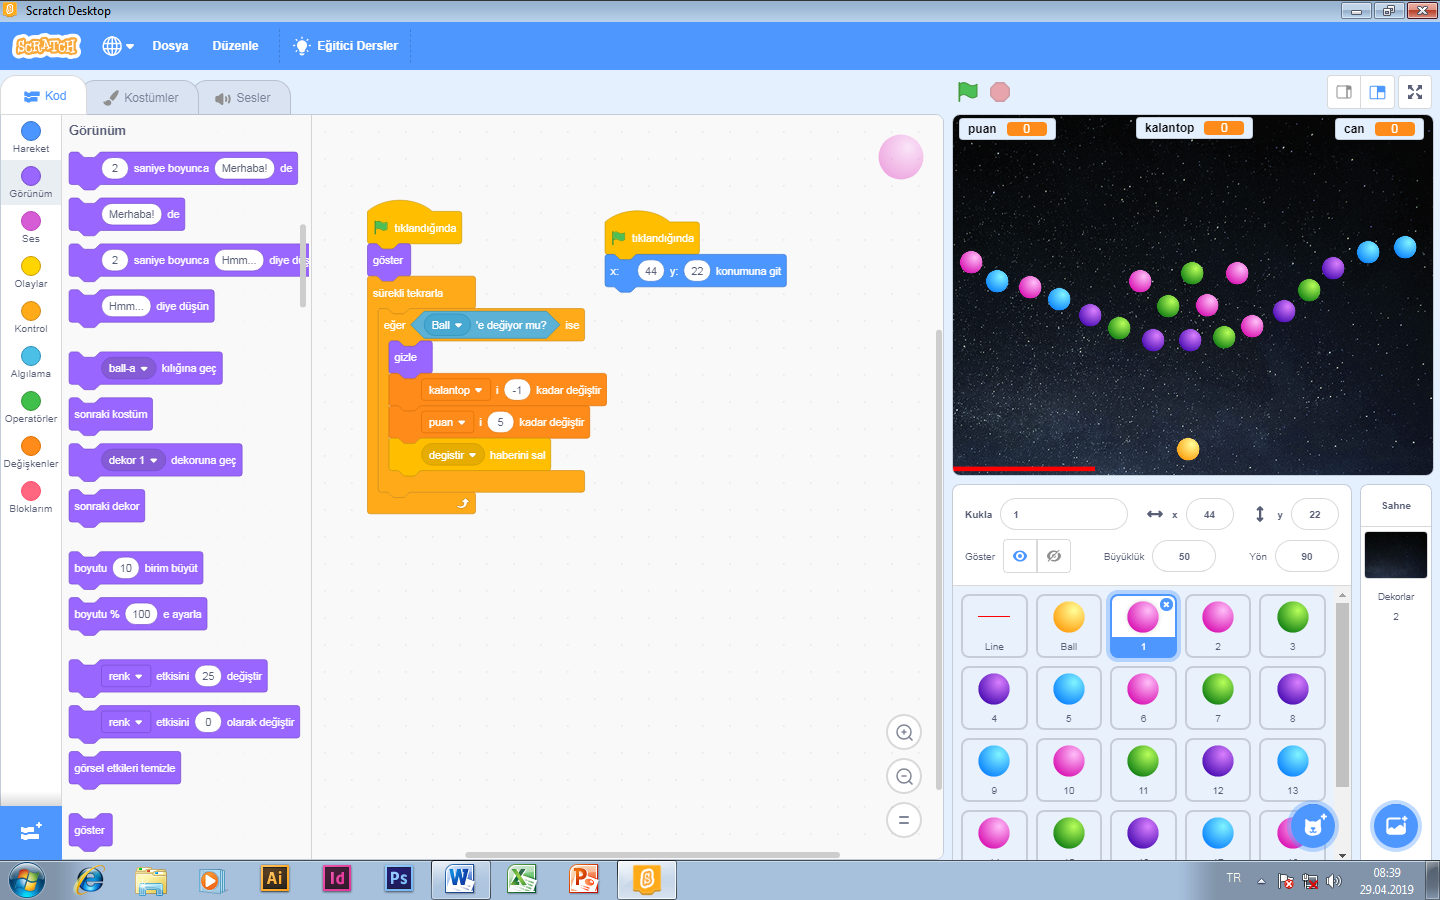 Scratch Desktop
SCRATCH Dosya Düzenle Eğitici Dersler
Kod Kostümler Sesler
Hareket
Görünüm
Ses
Olaylar
Kontrol
Algılama
Operatörler
Değişkenler
Bloklarım
Görünüm
2 saniye boyunca Merhaba! de
Merhaba! de
2 saniye boyunca Hmm... diye düş
Hmm... diye düşün
ball-a kılığına geç
sonraki kostüm
dekor 1 dekoruna geç
sonraki dekor
boyutu 10 birim büyüt
boyutu % 100 e ayarla
renk etkisini 25 değiştir
renk etkisini 0 olarak değiştir
görsel etkileri temizle
göster
tıklandığında
göster
sürekli tekrarla
eğer Ball 'e değiyor mu? ise
gizle
kalantop i -1 kadar değiştir
puan i 5 kadar değiştir
degistir haberini sal
tıklandığında
x: 44 y: 22 konumuna git
puan 0
kalantop 0
can 0
Kukla 1 x 44 y 22
Göster Büyüklük 50 Yön 90
Line Ball 1 2 3
4 5 6 7 8
9 10 11 12 13
Sahne
Dekorlar
2
Ai Id Ps W X P
TR 08:39
29.04.2019